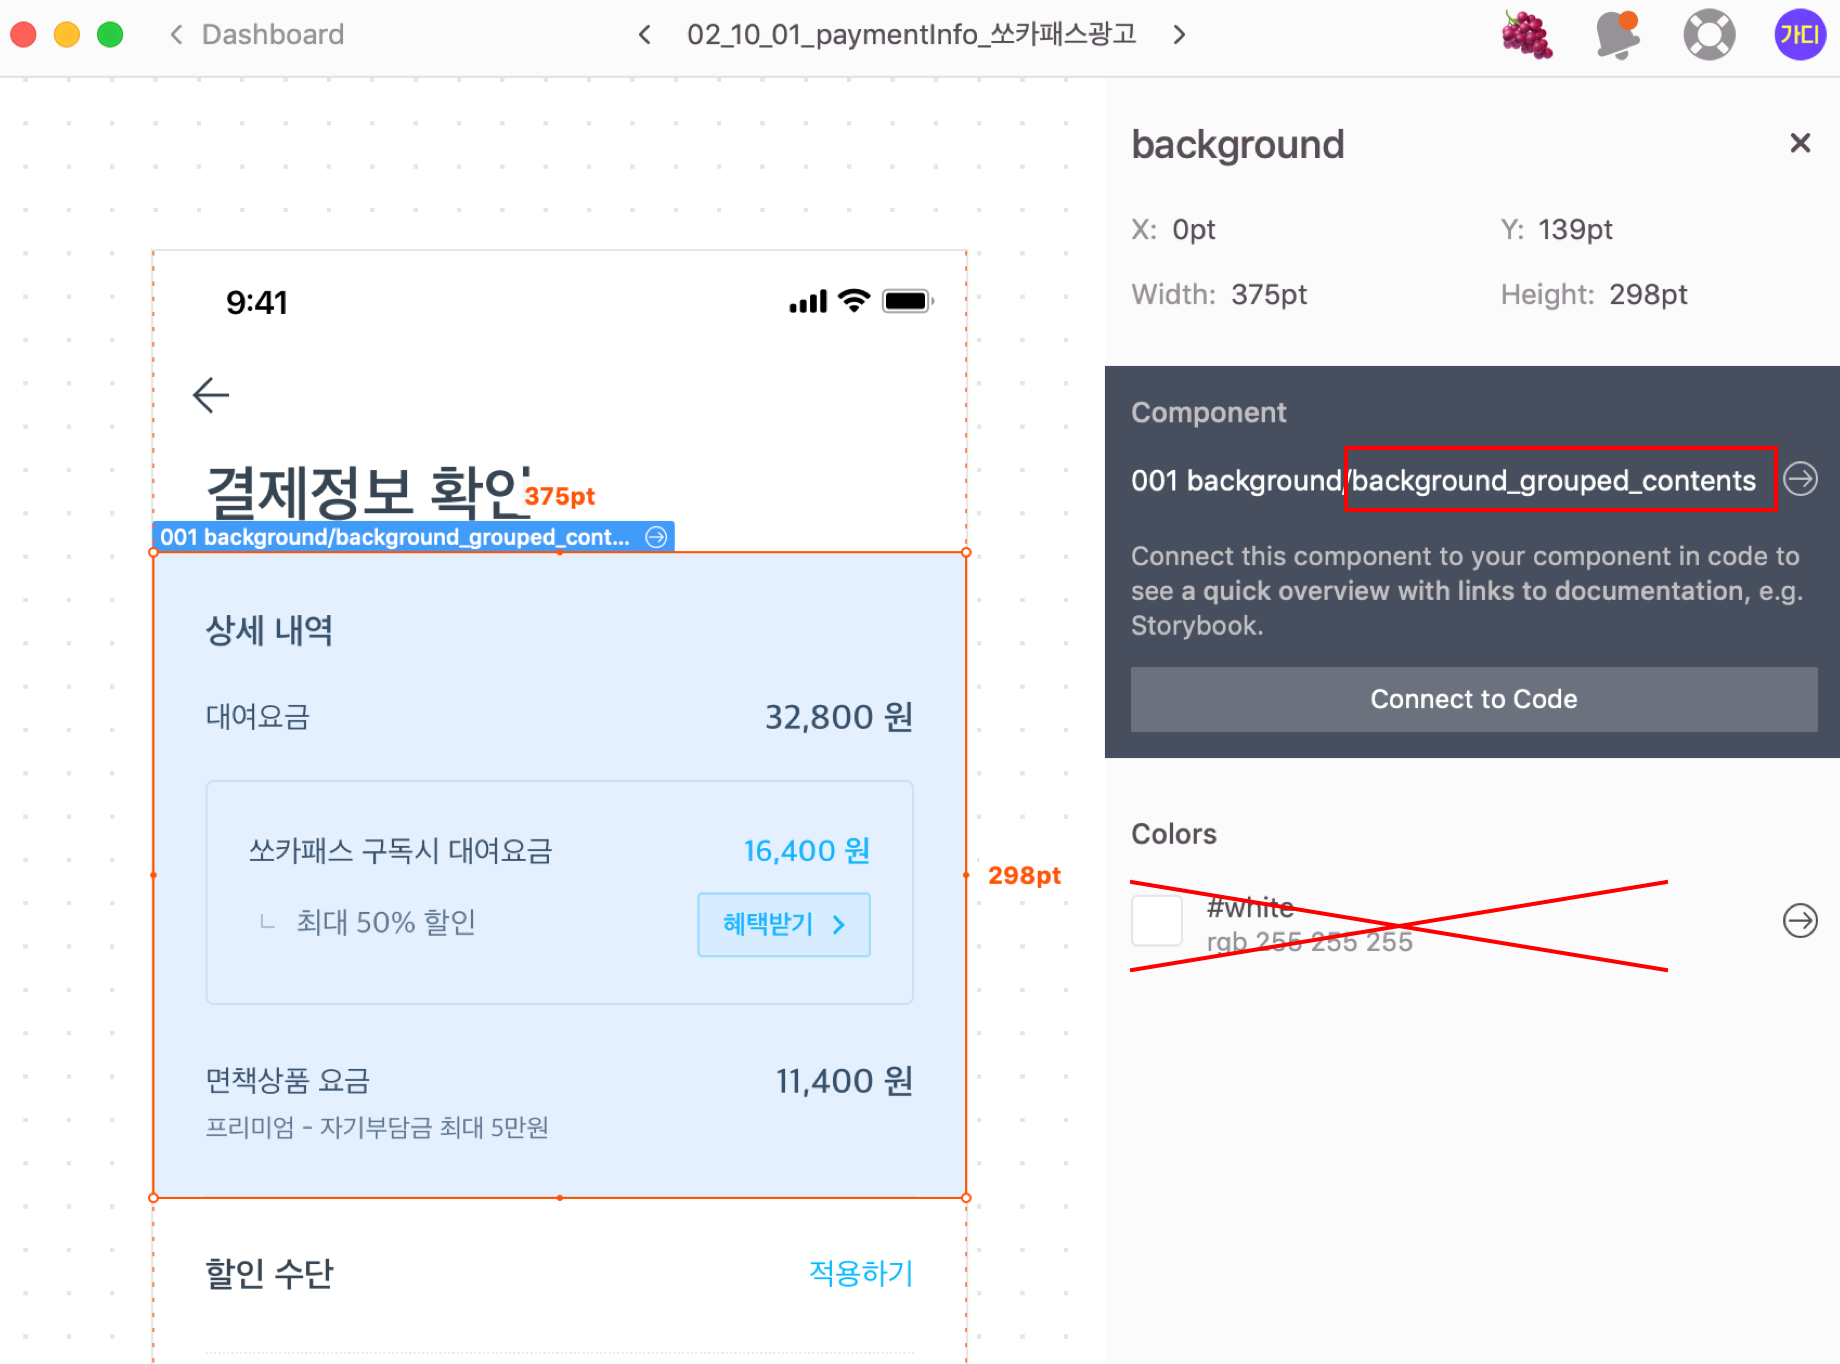 Dashboard
02_10_01_paymentInfo_쏘카패스광고
가디
9:41
결제정보 확인
375pt
001 background/background_grouped_cont...
상세 내역
대여요금
32,800 원
쏘카패스 구독시 대여요금
16,400 원
최대 50% 할인
혜택받기
298pt
면책상품 요금
11,400 원
프리미엄 - 자기부담금 최대 5만원
할인 수단
적용하기
background
X: 0pt
Y: 139pt
Width: 375pt
Height: 298pt
Component
001 background/background_grouped_contents
Connect this component to your component in code to
see a quick overview with links to documentation, e.g.
Storybook.
Connect to Code
Colors
#white
rgb 255 255 255